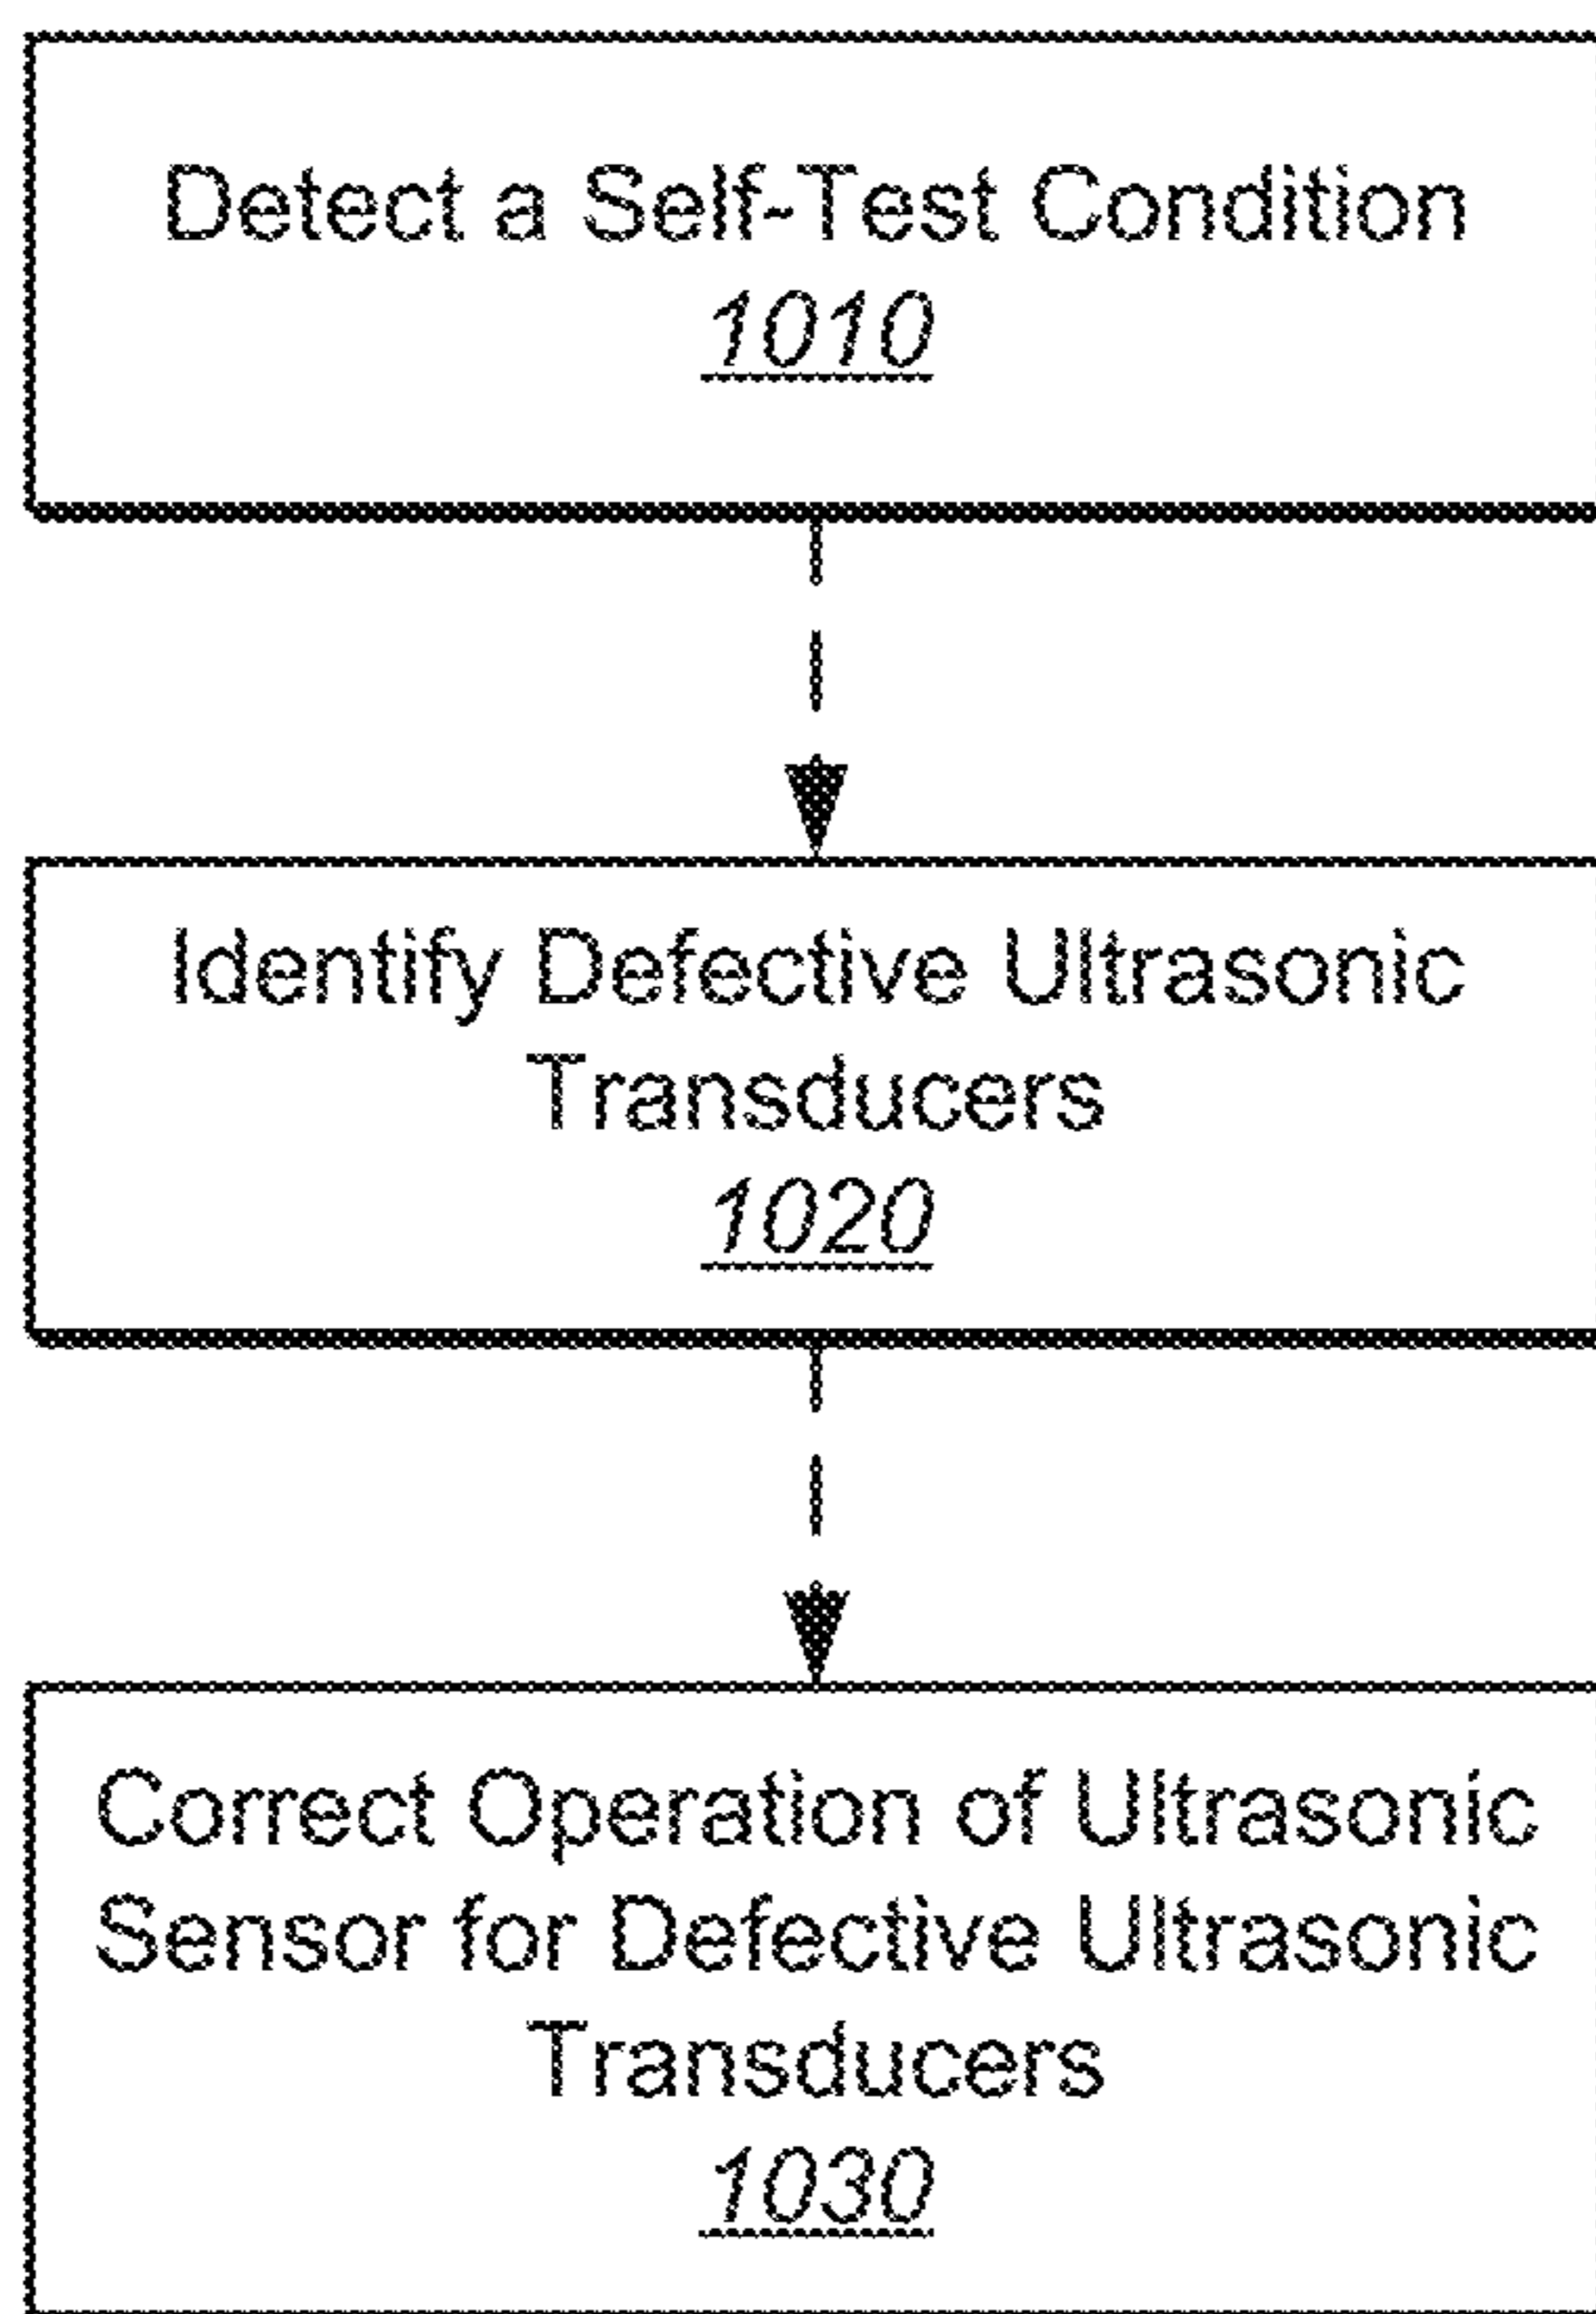 Detect a Self-Test Condition
1010
Identify Defective Ultrasonic
Transducers
1020
Correct Operation of Ultrasonic
Sensor for Defective Ultrasonic
Transducers
1030